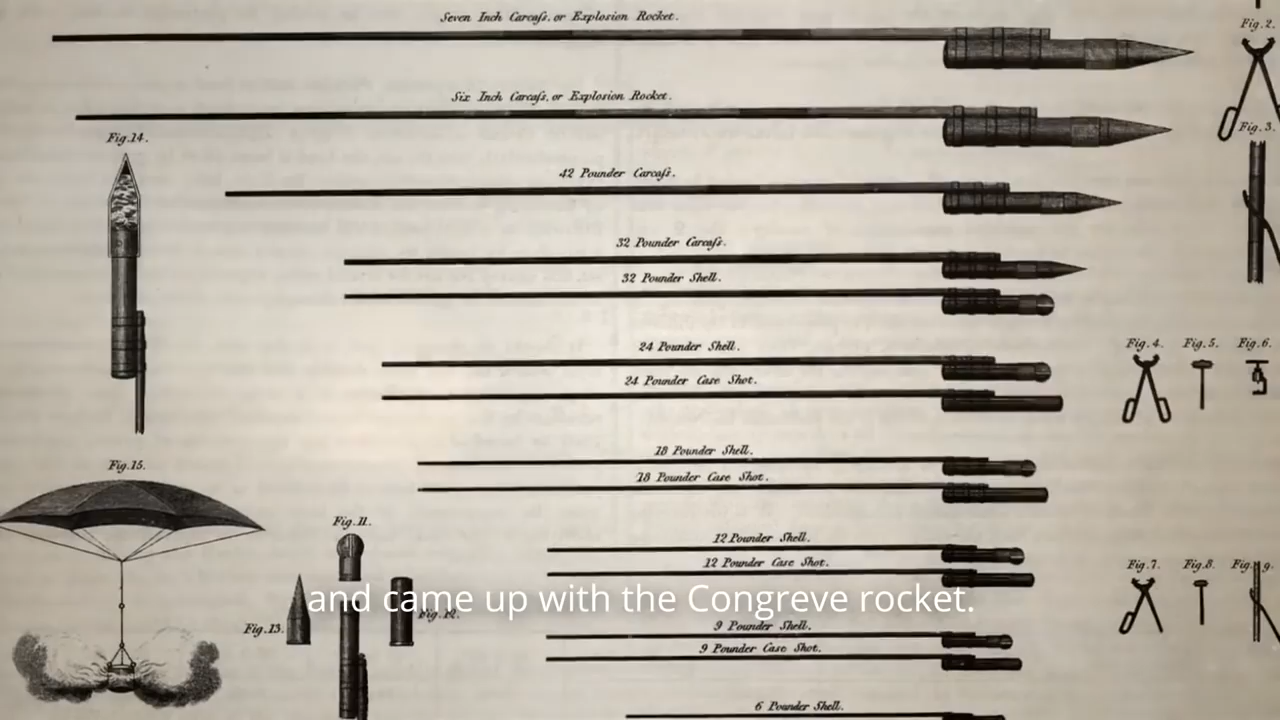 Seven Inch Carcaſs, or Explosion Rocket.
Fig. 2.
Six Inch Carcaſs, or Explosion Rocket.
Fig. 14.
Fig. 3.
42 Pounder Carcaſs.
32 Pounder Carcaſs.
32 Pounder Shell.
24 Pounder Shell.
Fig. 4.
Fig. 5.
Fig. 6.
24 Pounder Case Shot.
18 Pounder Shell.
Fig. 15.
18 Pounder Case Shot.
Fig. 11.
12 Pounder Shell.
12 Pounder Case Shot.
Fig. 7.
Fig. 8.
Fig. 9.
and came up with the Congreve rocket.
Fig. 12.
Fig. 13.
9 Pounder Shell.
9 Pounder Case Shot.
6 Pounder Shell.